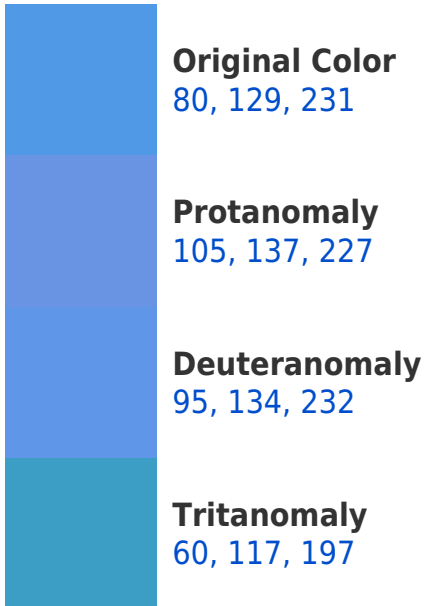 Original Color
80, 129, 231
Protanomaly
105, 137, 227
Deuteranomaly
95, 134, 232
Tritanomaly
60, 117, 197